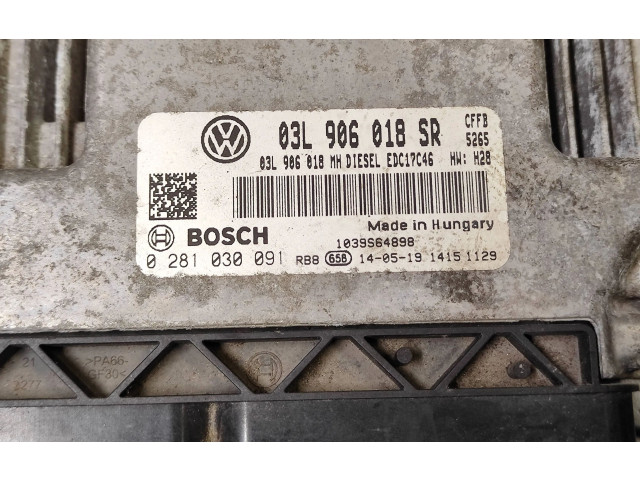 03L 906 018 SR CFFB
5265
03L 906 018 MH DIESEL EDC17C46 HW: H28
Made in Hungary
BOSCH 1039S64898
0 281 030 091 RB8 658 14-05-19 1415 1129
21 >PA66-
GF30<